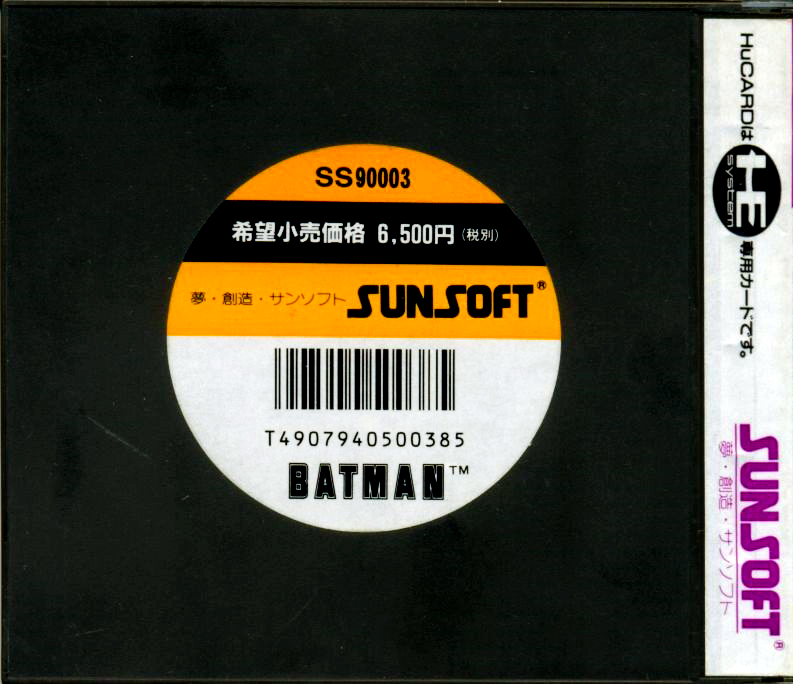 SS90003
希望小売価格 6,500円(税別)
夢・創造・サンソフト SUNSOFT®
T4907940500385
BATMAN™
HuCARDは HE system 専用カードです。
SUNSOFT®
夢・創造・サンソフト